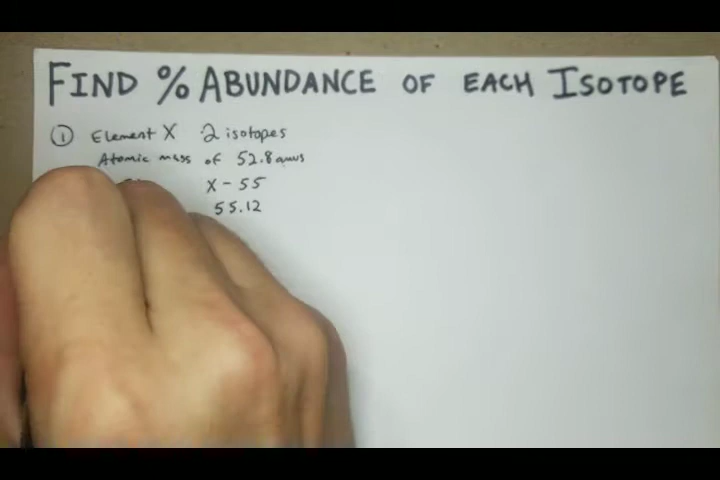 FIND % ABUNDANCE OF EACH ISOTOPE
① Element X 2 isotopes
Atomic mass of 52.8 amus
X - 55
55.12